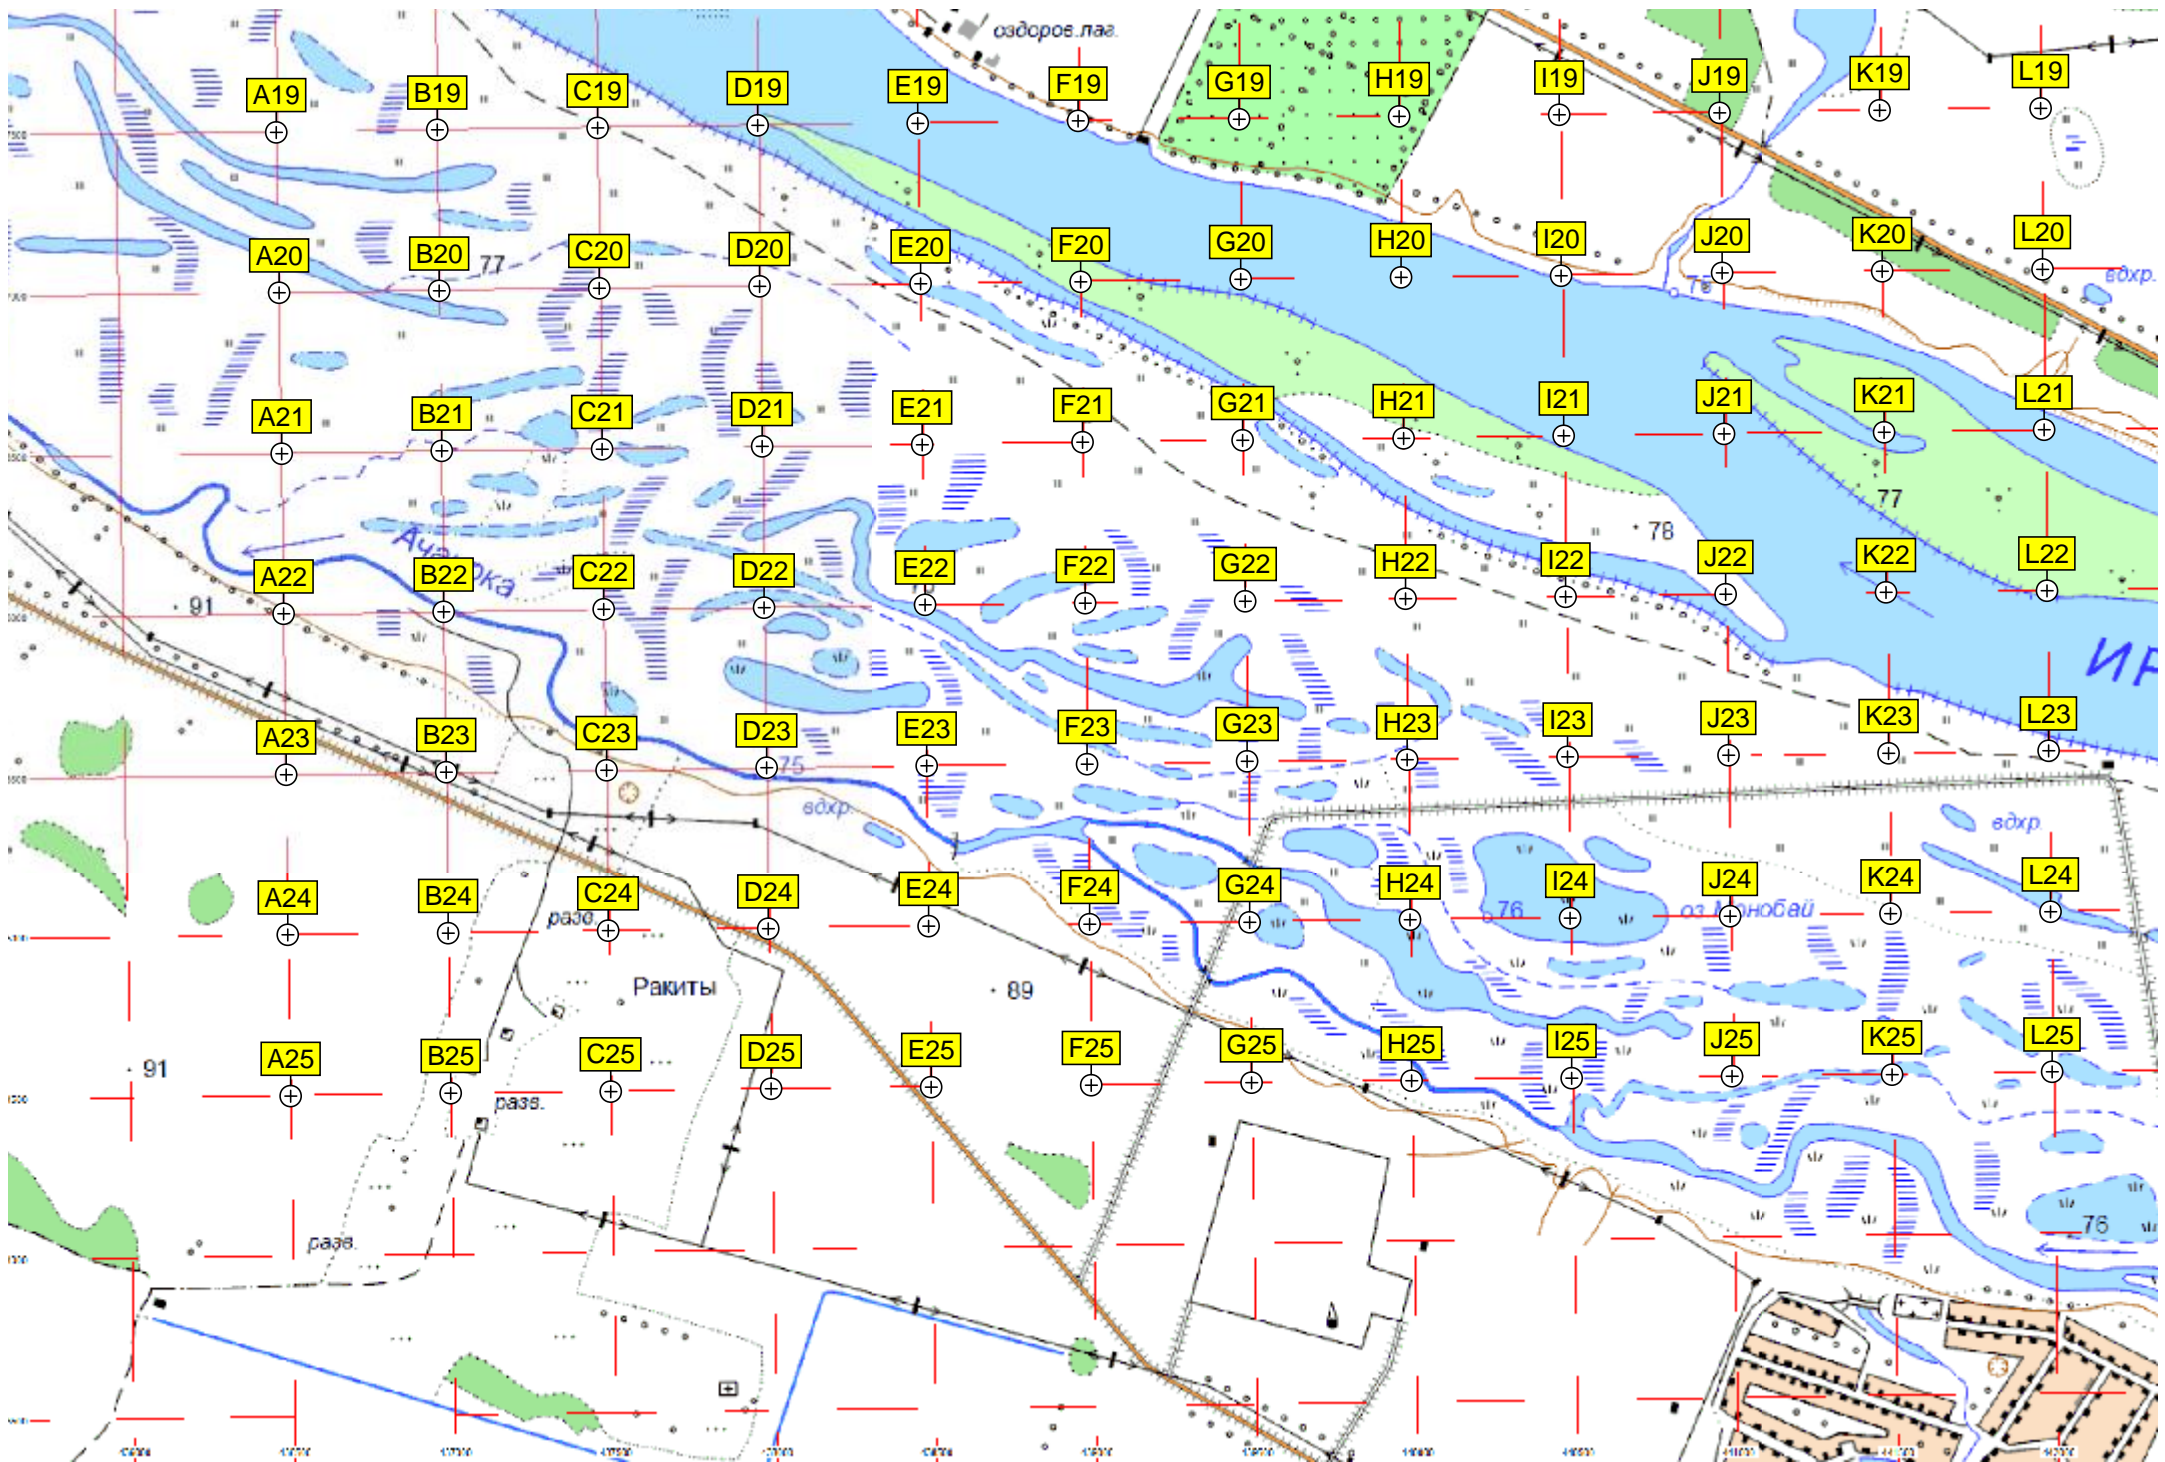 оздоров.лаг.
A19 B19 C19 D19 E19 F19 G19 H19 I19 J19 K19 L19
A20 B20 C20 D20 E20 F20 G20 H20 I20 J20 K20 L20
77
вдхр.
A21 B21 C21 D21 E21 F21 G21 H21 I21 J21 K21 L21
77
78
A22 B22 C22 D22 E22 F22 G22 H22 I22 J22 K22 L22
91
ИР
A23 B23 C23 D23 E23 F23 G23 H23 I23 J23 K23 L23
75
вдхр.
вдхр.
A24 B24 C24 D24 E24 F24 G24 H24 I24 J24 K24 L24
разв.
76
Ракиты
89
A25 B25 C25 D25 E25 F25 G25 H25 I25 J25 K25 L25
91
разв.
76
разв.